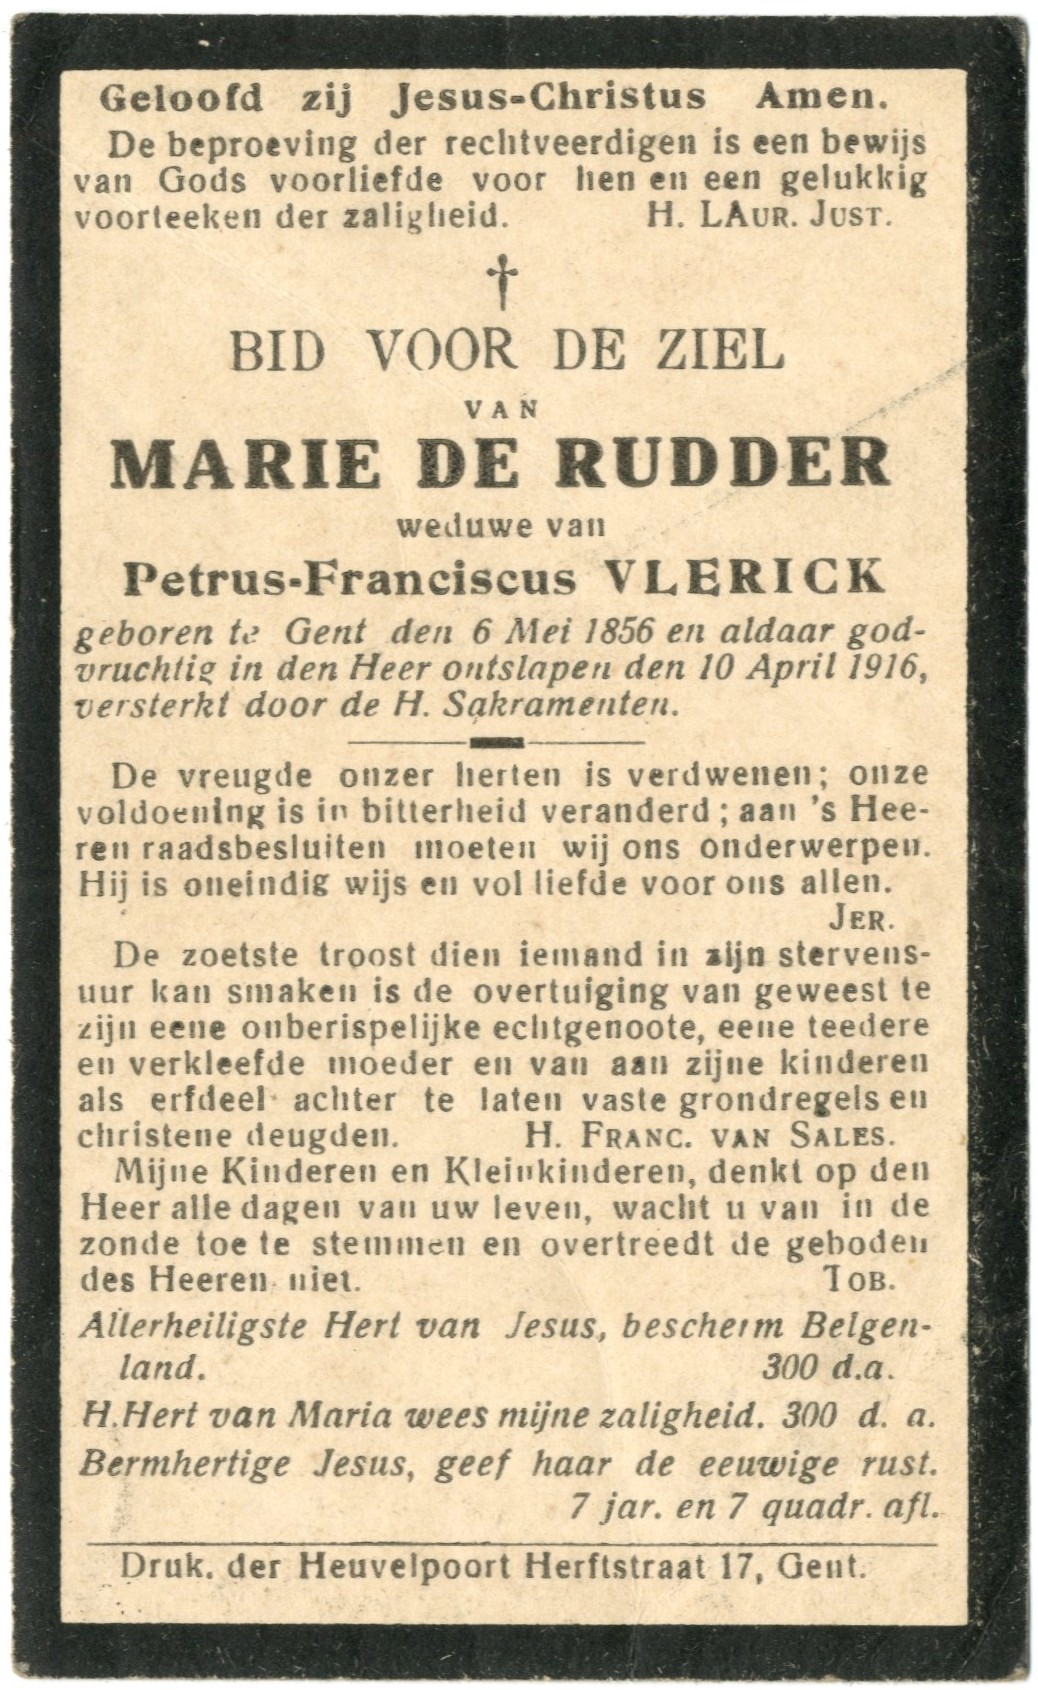 Geloofd zij Jesus-Christus Amen.
De beproeving der rechtveerdigen is een bewijs
van Gods voorliefde voor hen en een gelukkig
voorteeken der zaligheid. H. LAUR. JUST.
†
BID VOOR DE ZIEL
VAN
MARIE DE RUDDER
weduwe van
Petrus-Franciscus VLERICK
geboren te Gent den 6 Mei 1856 en aldaar god-
vruchtig in den Heer ontslapen den 10 April 1916,
versterkt door de H. Sakramenten.
De vreugde onzer herten is verdwenen; onze
voldoening is in bitterheid veranderd; aan 's Hee-
ren raadsbesluiten moeten wij ons onderwerpen.
Hij is oneindig wijs en vol liefde voor ons allen.
JER.
De zoetste troost dien iemand in zijn stervens-
uur kan smaken is de overtuiging van geweest te
zijn eene onberispelijke echtgenoote, eene teedere
en verkleefde moeder en van aan zijne kinderen
als erfdeel achter te laten vaste grondregels en
christene deugden. H. FRANC. VAN SALES.
Mijne Kinderen en Kleinkinderen, denkt op den
Heer alle dagen van uw leven, wacht u van in de
zonde toe te stemmen en overtreedt de geboden
des Heeren niet. TOB.
Allerheiligste Hert van Jesus, bescherm Belgen-
land. 300 d.a.
H. Hert van Maria wees mijne zaligheid. 300 d. a.
Bermhertige Jesus, geef haar de eeuwige rust.
7 jar. en 7 quadr. afl.
Druk. der Heuvelpoort Herftstraat 17, Gent.